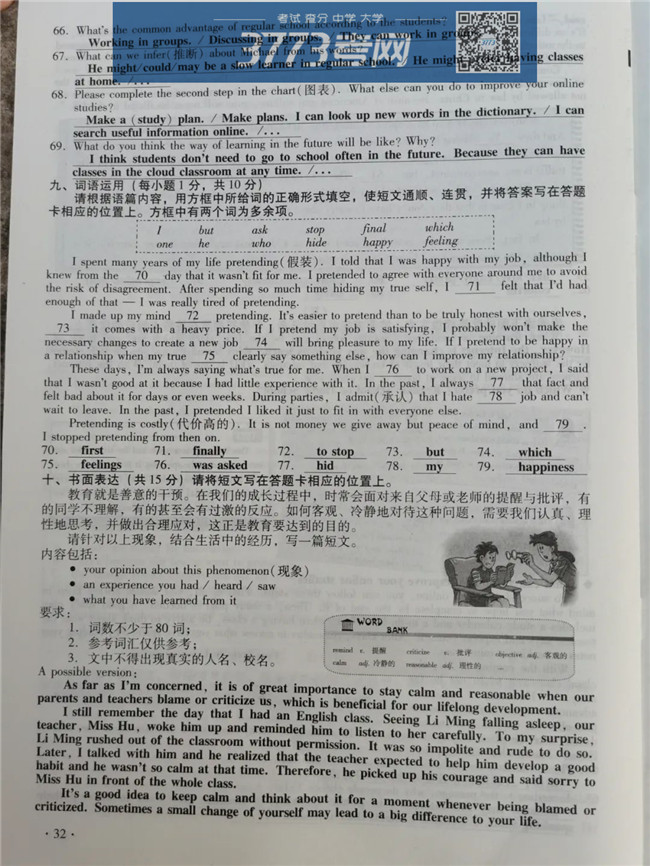 考试 度分 中学 大学
66. What's the common advantage of regular school according to the students?
Working in groups. / Discussing in groups. / They can work in groups.
67. What can we infer(推断) about Michael from his words?
He might/could/may be a slow learner in regular school. / He might prefer having classes
at home. /...
68. Please complete the second step in the chart(图表). What else can you do to improve your online
studies?
Make a (study) plan. / Make plans. I can look up new words in the dictionary. / I can
search useful information online. /...
69. What do you think the way of learning in the future will be like? Why?
I think students don't need to go to school often in the future. Because they can have
classes in the cloud classroom at any time. /...
九、词语运用（每小题1分，共10分）
请根据语篇内容，用方框中所给词的正确形式填空，使短文通顺、连贯，并将答案写在答题
卡相应的位置上。方框中有两个词为多余项。
I but ask stop final which
one he who hide happy feeling
I spent many years of my life pretending(假装). I told that I was happy with my job, although I
knew from the 70 day that it wasn't fit for me. I pretended to agree with everyone around me to avoid
the risk of disagreement. After spending so much time hiding my true self, I 71 felt that I'd had
enough of that — I was really tired of pretending.
I made up my mind 72 pretending. It's easier to pretend than to be truly honest with ourselves,
73 it comes with a heavy price. If I pretend my job is satisfying, I probably won't make the
necessary changes to create a new job 74 will bring pleasure to my life. If I pretend to be happy in
a relationship when my true 75 clearly say something else, how can I improve my relationship?
These days, I'm always saying what's true for me. When I 76 to work on a new project, I said
that I wasn't good at it because I had little experience with it. In the past, I always 77 that fact and
felt bad about it for days or even weeks. During parties, I admit(承认) that I hate 78 job and can't
wait to leave. In the past, I pretended I liked it just to fit in with everyone else.
Pretending is costly(代价高的). It is not money we give away but peace of mind, and 79 .
I stopped pretending from then on.
70. first 71. finally 72. to stop 73. but 74. which
75. feelings 76. was asked 77. hid 78. my 79. happiness
十、书面表达（共15分）请将短文写在答题卡相应的位置上。
教育就是善意的干预。在我们的成长过程中，时常会面对来自父母或老师的提醒与批评，有
的同学不理解，有的甚至会有过激的反应。如何客观、冷静地对待这种问题，需要我们认真、理
性地思考，并做出合理应对，这正是教育要达到的目的。
请针对以上现象，结合生活中的经历，写一篇短文。
内容包括：
● your opinion about this phenomenon(现象)
● an experience you had / heard / saw
● what you have learned from it
要求：
1. 词数不少于80词；
2. 参考词汇仅供参考；
3. 文中不得出现真实的人名、校名。
WORD
BANK
remind v. 提醒 criticize v. 批评 objective adj. 客观的
calm adj. 冷静的 reasonable adj. 理性的 ...
A possible version:
As far as I'm concerned, it is of great importance to stay calm and reasonable when our
parents and teachers blame or criticize us, which is beneficial for our lifelong development.
I still remember the day that I had an English class. Seeing Li Ming falling asleep, our
teacher, Miss Hu, woke him up and reminded him to listen to her carefully. To my surprise,
Li Ming rushed out of the classroom without permission. It was so impolite and rude to do so.
Later, I talked with him and he realized that the teacher expected to help him develop a good
habit and he wasn't so calm at that time. Therefore, he picked up his courage and said sorry to
Miss Hu in front of the whole class.
It's a good idea to keep calm and think about it for a moment whenever being blamed or
criticized. Sometimes a small change of yourself may lead to a big difference to your life.
· 32 ·